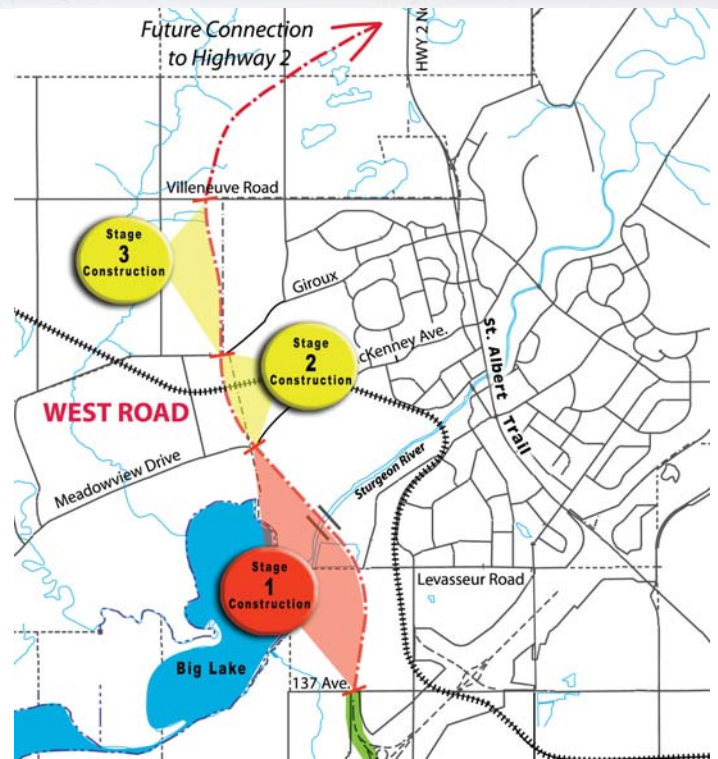 Future Connection
to Highway 2
Villeneuve Road
Stage
3
Construction
Giroux
Stage
2
Construction
cKenney Ave.
St. Albert Trail
WEST ROAD
Meadowview Drive
Sturgeon River
Stage
1
Construction
Levasseur Road
Big Lake
137 Ave.
HWY 2 NO